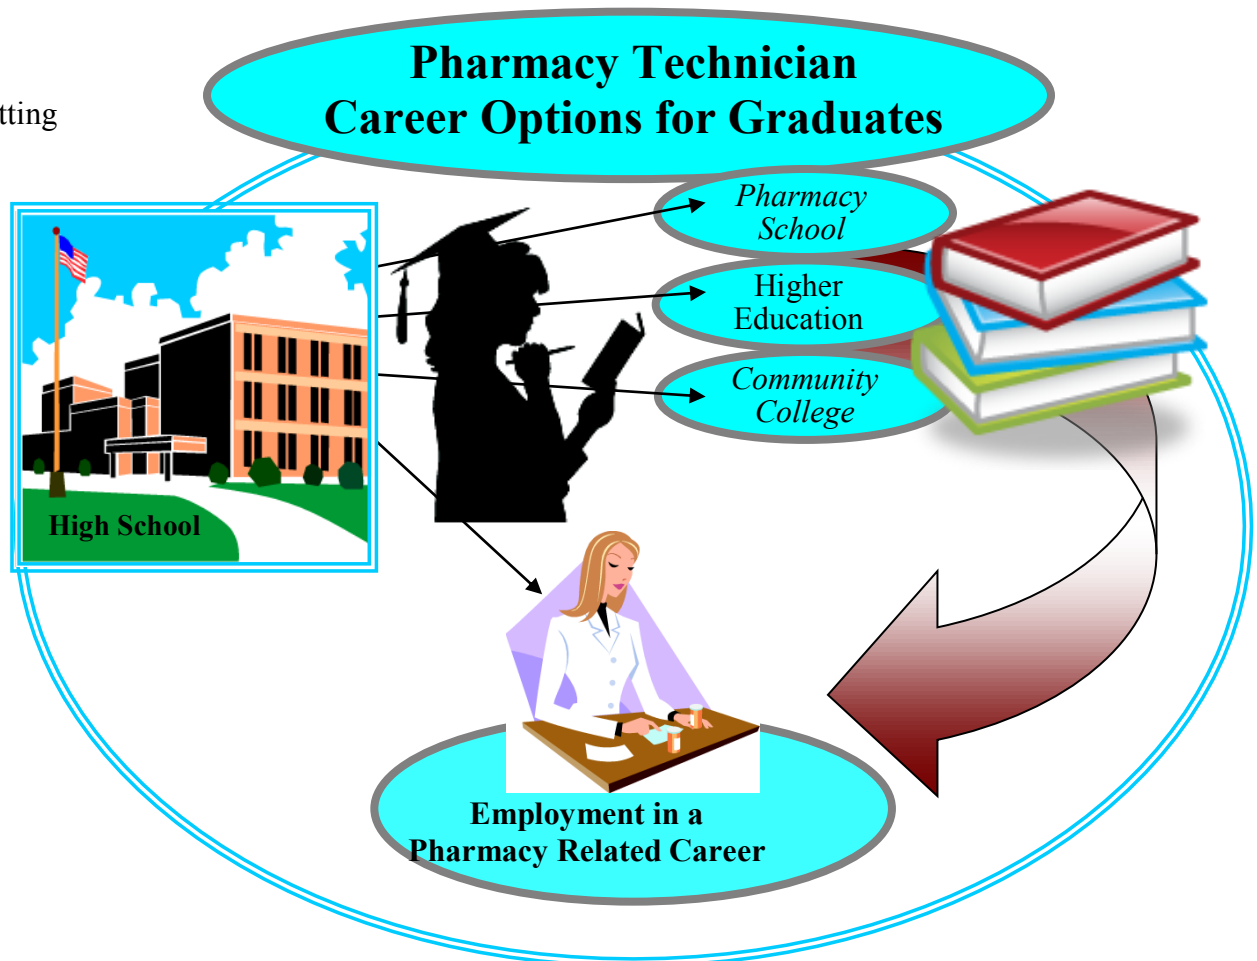 Pharmacy Technician
Career Options for Graduates
tting
Pharmacy
School
Higher
Education
Community
College
High School
Employment in a
Pharmacy Related Career